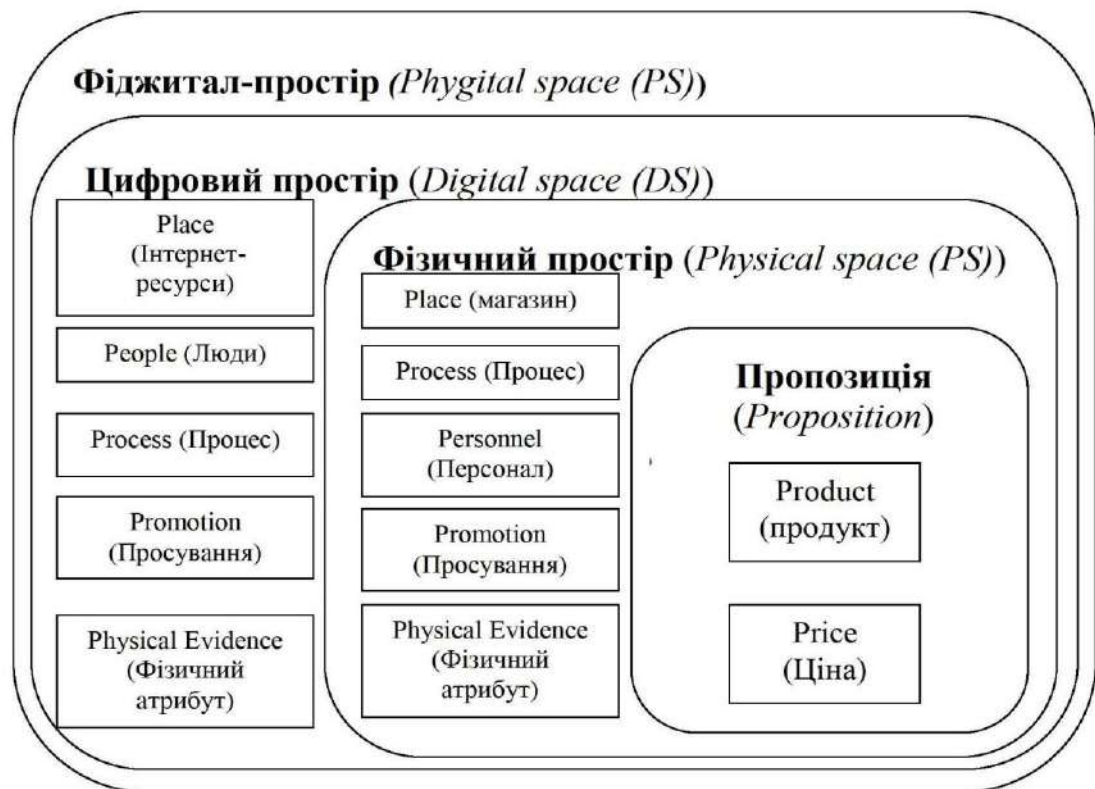 Фіджитал-простір (Phygital space (PS))
Цифровий простір (Digital space (DS))
Place
(Інтернет-
ресурси)
People (Люди)
Process (Процес)
Promotion
(Просування)
Physical Evidence
(Фізичний
атрибут)
Фізичний простір (Physical space (PS))
Place (магазин)
Process (Процес)
Personnel
(Персонал)
Promotion
(Просування)
Physical Evidence
(Фізичний
атрибут)
Пропозиція
(Proposition)
Product
(продукт)
Price
(Ціна)